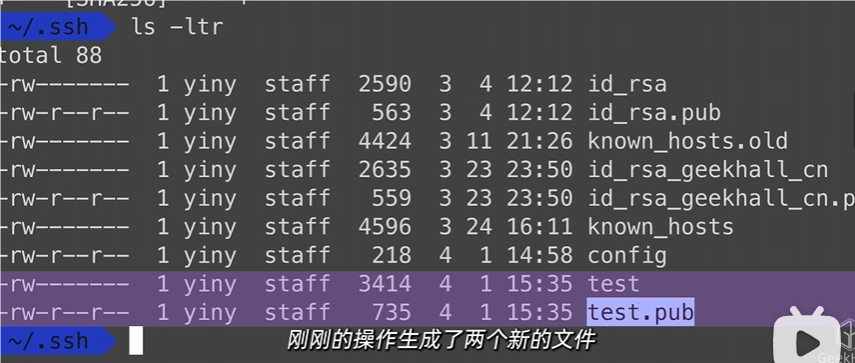 [SHA256]
~/.ssh ls -ltr
total 88
-rw------- 1 yiny staff 2590 3 4 12:12 id_rsa
-rw-r--r-- 1 yiny staff 563 3 4 12:12 id_rsa.pub
-rw------- 1 yiny staff 4424 3 11 21:26 known_hosts.old
-rw------- 1 yiny staff 2635 3 23 23:50 id_rsa_geekhall_cn
-rw-r--r-- 1 yiny staff 559 3 23 23:50 id_rsa_geekhall_cn.p
-rw------- 1 yiny staff 4596 3 24 16:11 known_hosts
-rw-r--r-- 1 yiny staff 218 4 1 14:58 config
-rw------- 1 yiny staff 3414 4 1 15:35 test
-rw-r--r-- 1 yiny staff 735 4 1 15:35 test.pub
~/.ssh
刚刚的操作生成了两个新的文件